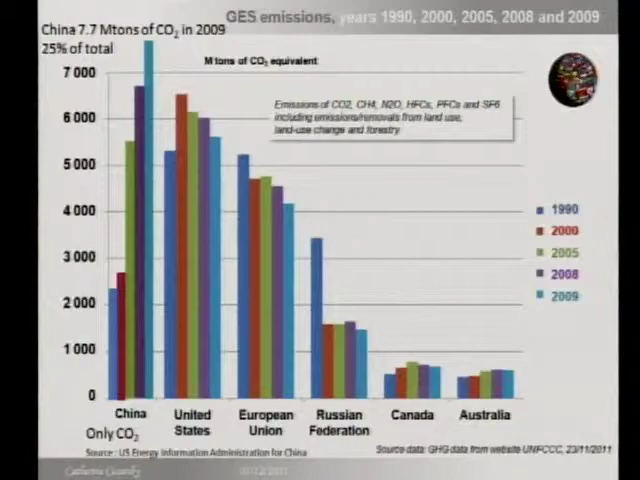 GES emissions, years 1990, 2000, 2005, 2008 and 2009
China 7.7 Mtons of CO₂ in 2009
25% of total
M tons of CO₂ equivalent
7 000
Emissions of CO2, CH4, N2O, HFCs, PFCs and SF6
including emissions/removals from land use,
land-use change and forestry
6 000
5 000
4 000
3 000
2 000
1 000
0
1990
2000
2005
2008
2009
China
United States
European Union
Russian Federation
Canada
Australia
Only CO₂
Source : US Energy Information Administration for China
Source data: GHG data from website UNFCCC, 23/11/2011